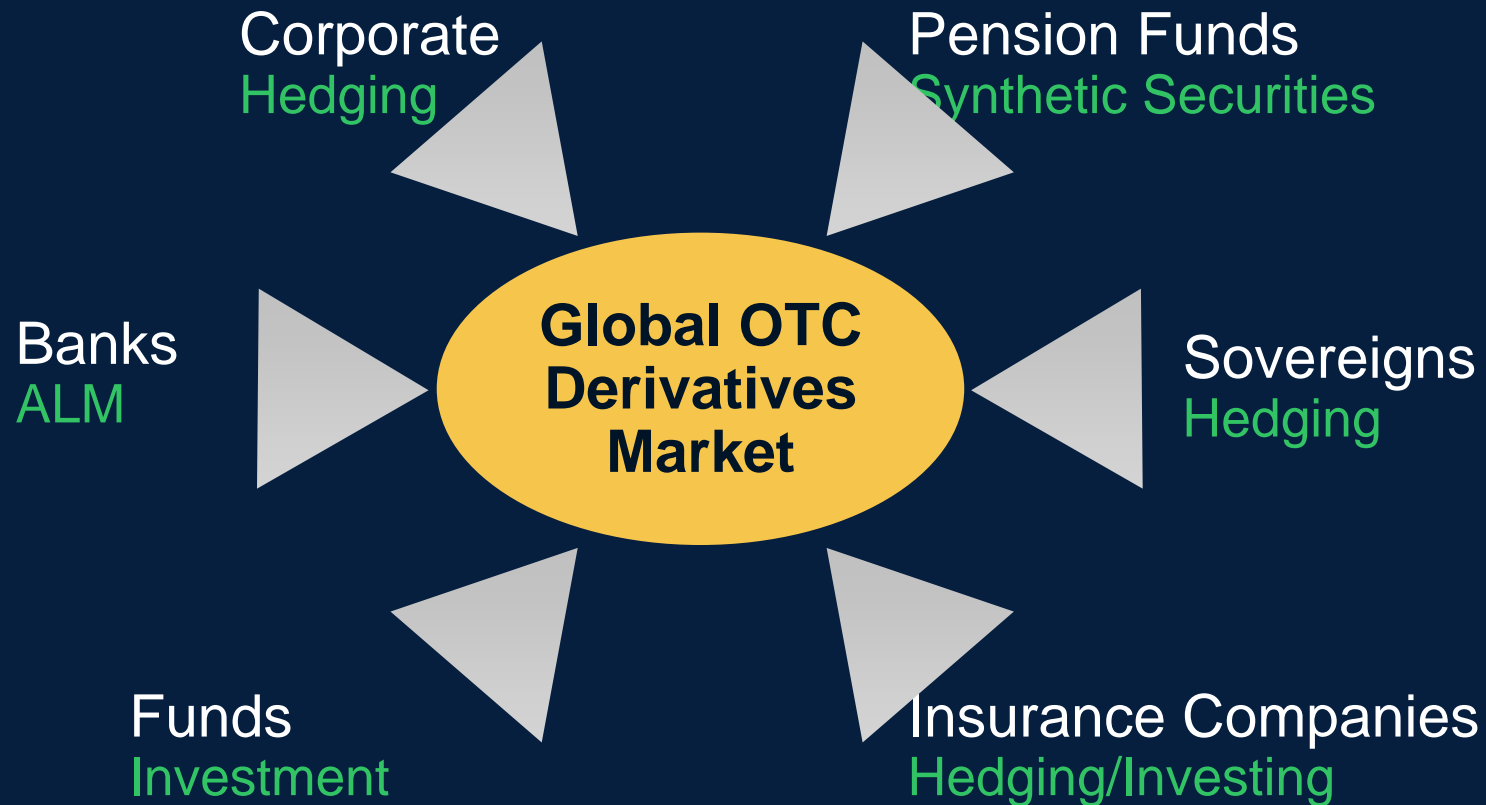 Corporate
Hedging
Pension Funds
Synthetic Securities
Banks
ALM
Global OTC
Derivatives
Market
Sovereigns
Hedging
Funds
Investment
Insurance Companies
Hedging/Investing